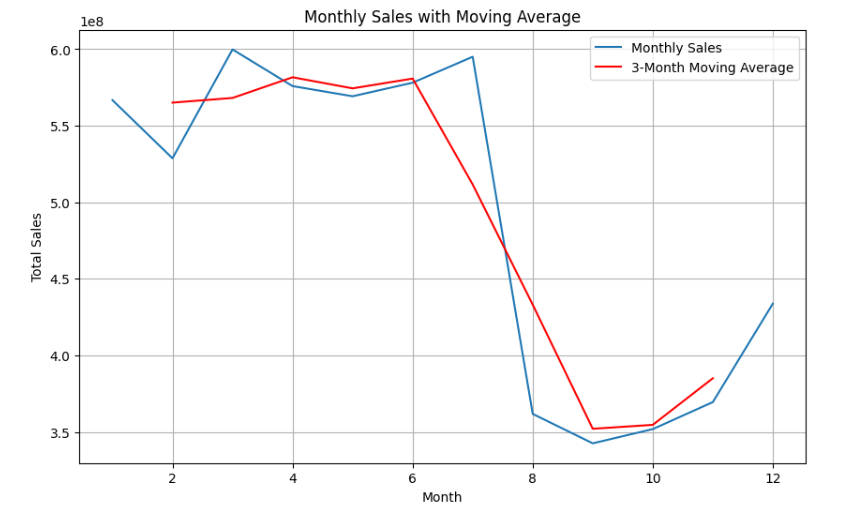 Monthly Sales with Moving Average
1e8
6.0
5.5
5.0
4.5
4.0
3.5
Total Sales
Monthly Sales
3-Month Moving Average
2 4 6 8 10 12
Month